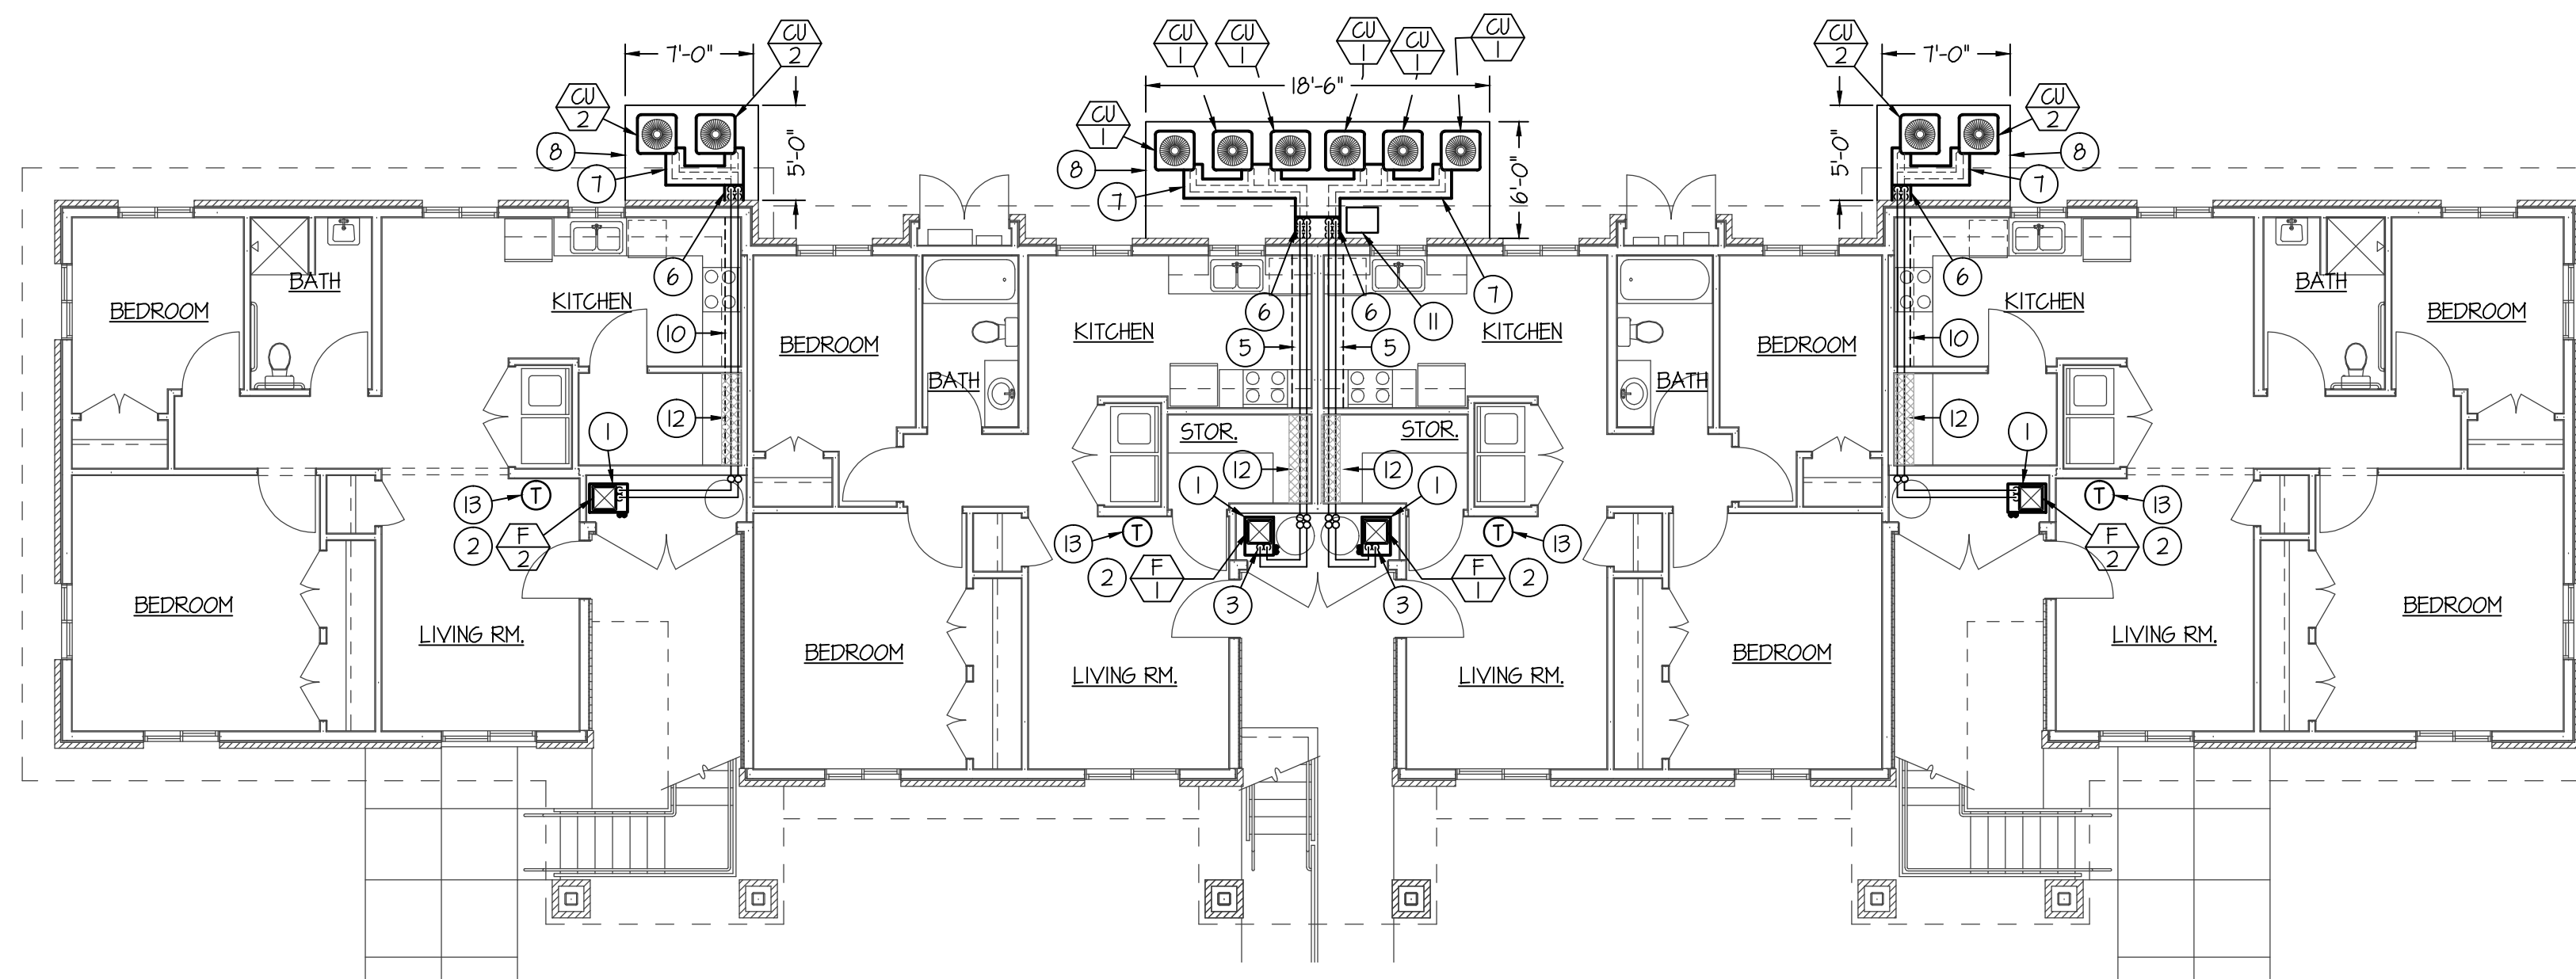 CU
2
7'-0"
CU
2
8
7
5'-0"
6
CU
1
CU
1
CU
1
CU
1
CU
1
18'-6"
CU
1
8
7
6'-0"
6
6
11
7
CU
2
7'-0"
CU
2
5'-0"
8
7
6
BEDROOM
BATH
KITCHEN
10
12
1
13
T
2
F
2
BEDROOM
LIVING RM.
BEDROOM
BATH
KITCHEN
5
STOR.
12
1
13
T
2
F
1
3
BEDROOM
LIVING RM.
5
KITCHEN
BATH
BEDROOM
STOR.
12
1
T
13
F
1
2
3
LIVING RM.
BEDROOM
KITCHEN
BATH
BEDROOM
10
12
1
T
13
F
2
2
LIVING RM.
BEDROOM